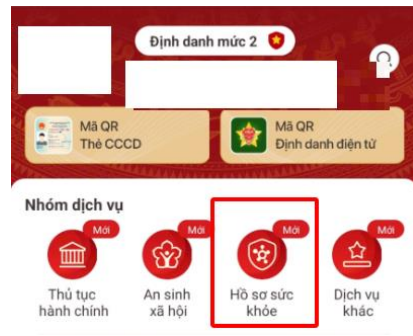 Định danh mức 2
Mã QR
Thẻ CCCD
Mã QR
Định danh điện tử
Nhóm dịch vụ
Mới
Mới
Mới
Mới
Thủ tục
hành chính
An sinh
xã hội
Hồ sơ sức
khỏe
Dịch vụ
khác